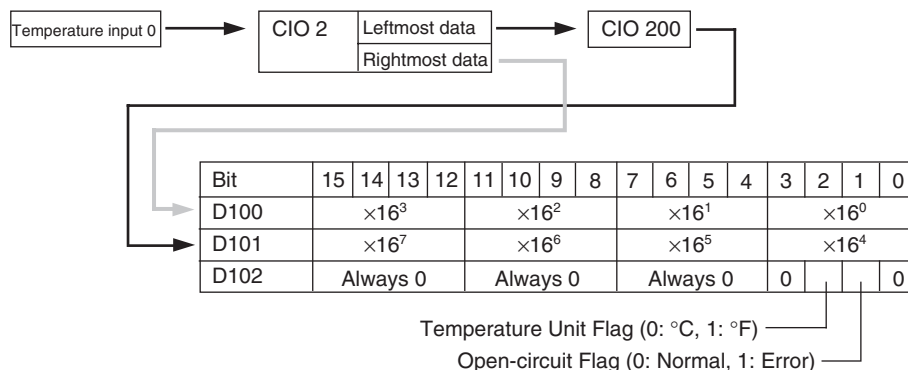 Temperature input 0
CIO 2
Leftmost data
Rightmost data
CIO 200
Bit 15 14 13 12 11 10 9 8 7 6 5 4 3 2 1 0
D100 ×16³ ×16² ×16¹ ×16⁰
D101 ×16⁷ ×16⁶ ×16⁵ ×16⁴
D102 Always 0 Always 0 Always 0 0 0
Temperature Unit Flag (0: °C, 1: °F)
Open-circuit Flag (0: Normal, 1: Error)